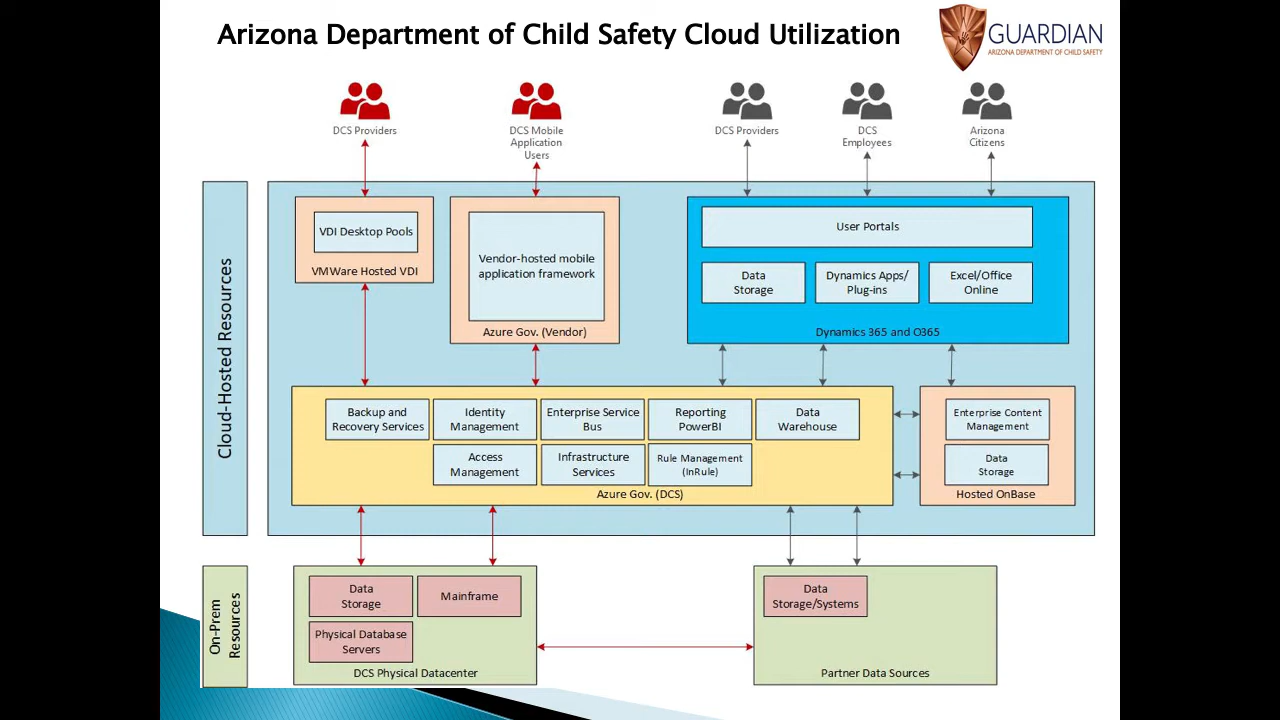 Arizona Department of Child Safety Cloud Utilization
GUARDIAN
ARIZONA DEPARTMENT OF CHILD SAFETY
DCS Providers
DCS Mobile
Application
Users
DCS Providers
DCS
Employees
Arizona
Citizens
Cloud-Hosted Resources
VDI Desktop Pools
VMWare Hosted VDI
Vendor-hosted mobile
application framework
Azure Gov. (Vendor)
User Portals
Data
Storage
Dynamics Apps/
Plug-ins
Excel/Office
Online
Dynamics 365 and O365
Backup and
Recovery Services
Identity
Management
Enterprise Service
Bus
Reporting
PowerBI
Data
Warehouse
Access
Management
Infrastructure
Services
Rule Management
(InRule)
Azure Gov. (DCS)
Enterprise Content
Management
Data
Storage
Hosted OnBase
On-Prem
Resources
Data
Storage
Mainframe
Physical Database
Servers
DCS Physical Datacenter
Data
Storage/Systems
Partner Data Sources